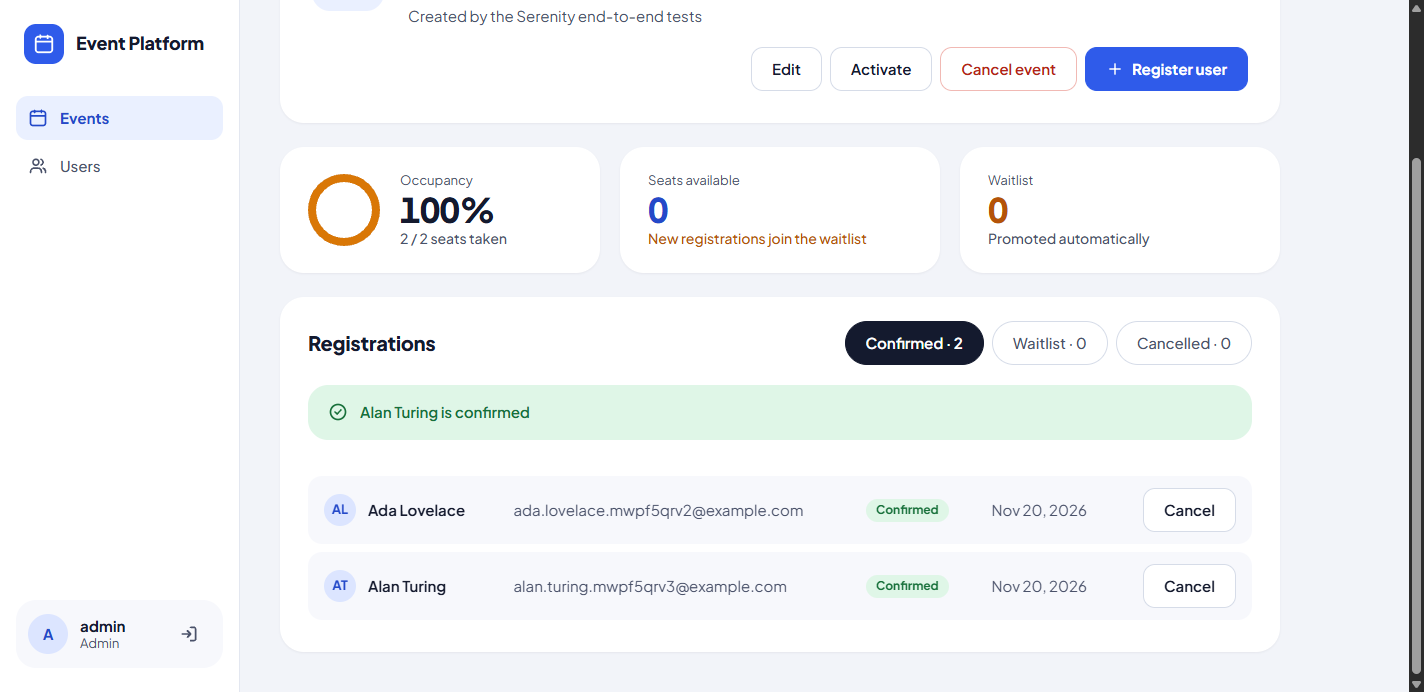 Event Platform
Events
Users
A
admin
Admin
Created by the Serenity end-to-end tests
Edit
Activate
Cancel event
+ Register user
Occupancy
100%
2 / 2 seats taken
Seats available
0
New registrations join the waitlist
Waitlist
0
Promoted automatically
Registrations
Confirmed · 2
Waitlist · 0
Cancelled · 0
Alan Turing is confirmed
AL Ada Lovelace ada.lovelace.mwpf5qrv2@example.com Confirmed Nov 20, 2026 Cancel
AT Alan Turing alan.turing.mwpf5qrv3@example.com Confirmed Nov 20, 2026 Cancel